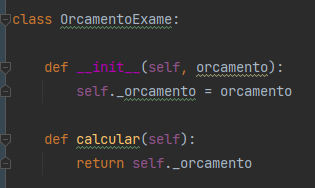 class OrcamentoExame:
def __init__(self, orcamento):
self._orcamento = orcamento
def calcular(self):
return self._orcamento